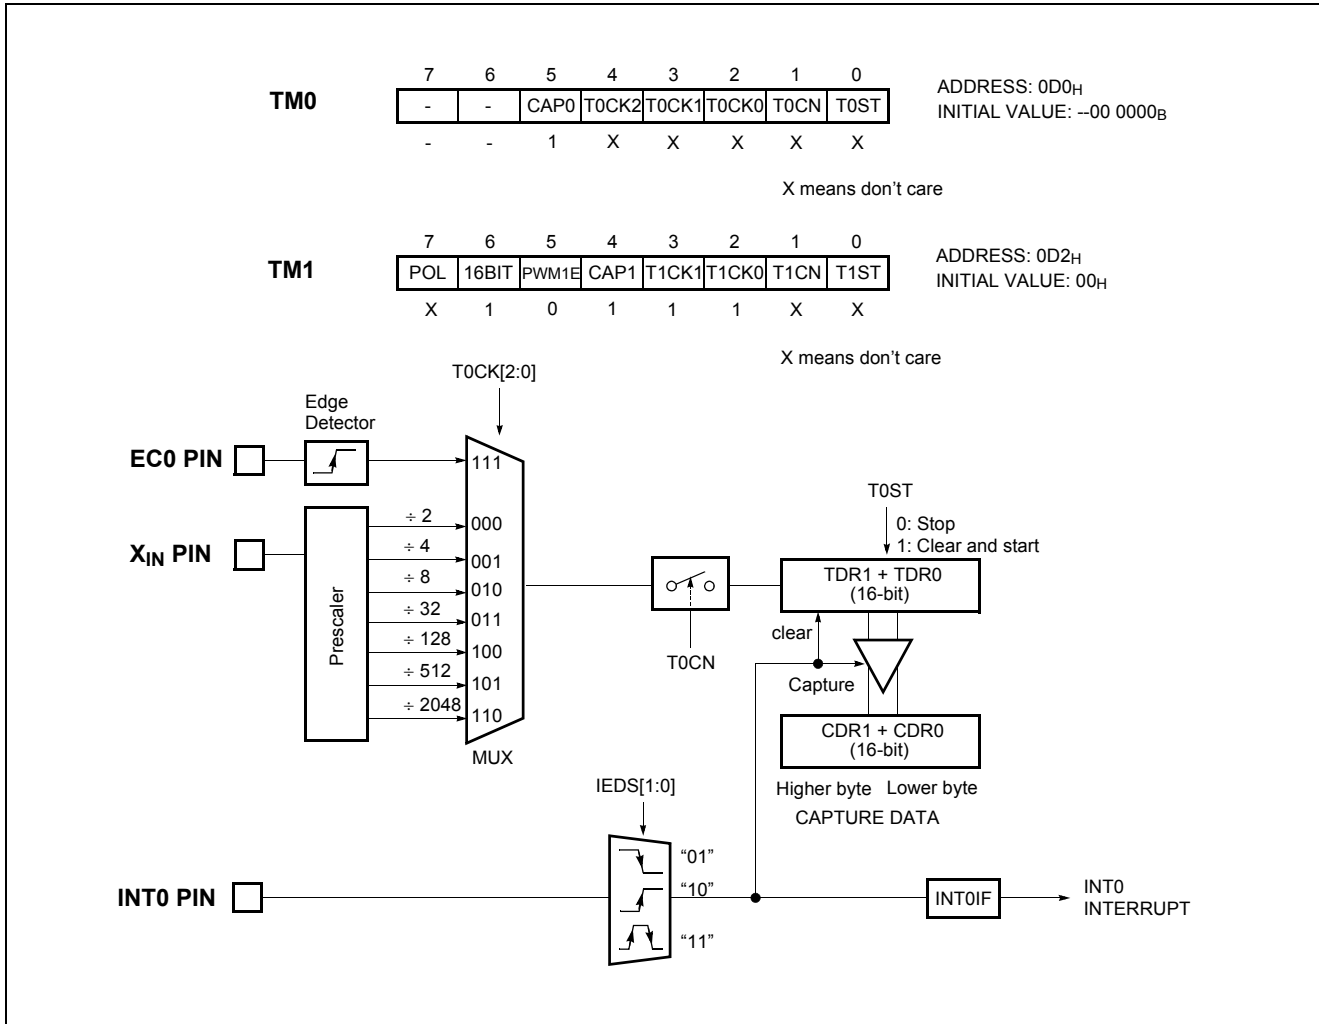 7 6 5 4 3 2 1 0
TM0 - - CAP0 T0CK2 T0CK1 T0CK0 T0CN T0ST
- - 1 X X X X X
ADDRESS: 0D0H
INITIAL VALUE: --00 0000B
X means don't care
7 6 5 4 3 2 1 0
TM1 POL 16BIT PWM1E CAP1 T1CK1 T1CK0 T1CN T1ST
X 1 0 1 1 1 X X
ADDRESS: 0D2H
INITIAL VALUE: 00H
X means don't care
T0CK[2:0]
Edge
Detector
EC0 PIN
111
XIN PIN
Prescaler
÷ 2 000
÷ 4 001
÷ 8 010
÷ 32 011
÷ 128 100
÷ 512 101
÷ 2048 110
MUX
T0CN
T0ST
0: Stop
1: Clear and start
TDR1 + TDR0
(16-bit)
clear
Capture
CDR1 + CDR0
(16-bit)
Higher byte Lower byte
CAPTURE DATA
IEDS[1:0]
INT0 PIN
“01”
“10”
“11”
INT0IF
INT0
INTERRUPT